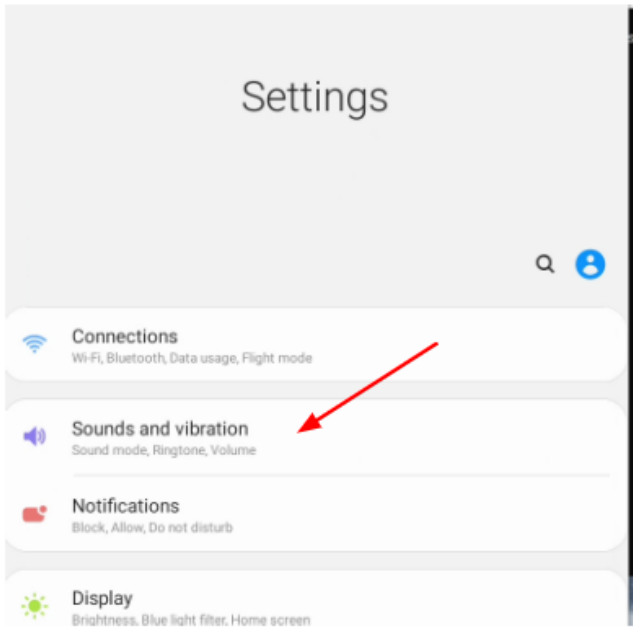 Settings
Connections
Wi-Fi, Bluetooth, Data usage, Flight mode
Sounds and vibration
Sound mode, Ringtone, Volume
Notifications
Block, Allow, Do not disturb
Display
Brightness, Blue light filter, Home screen